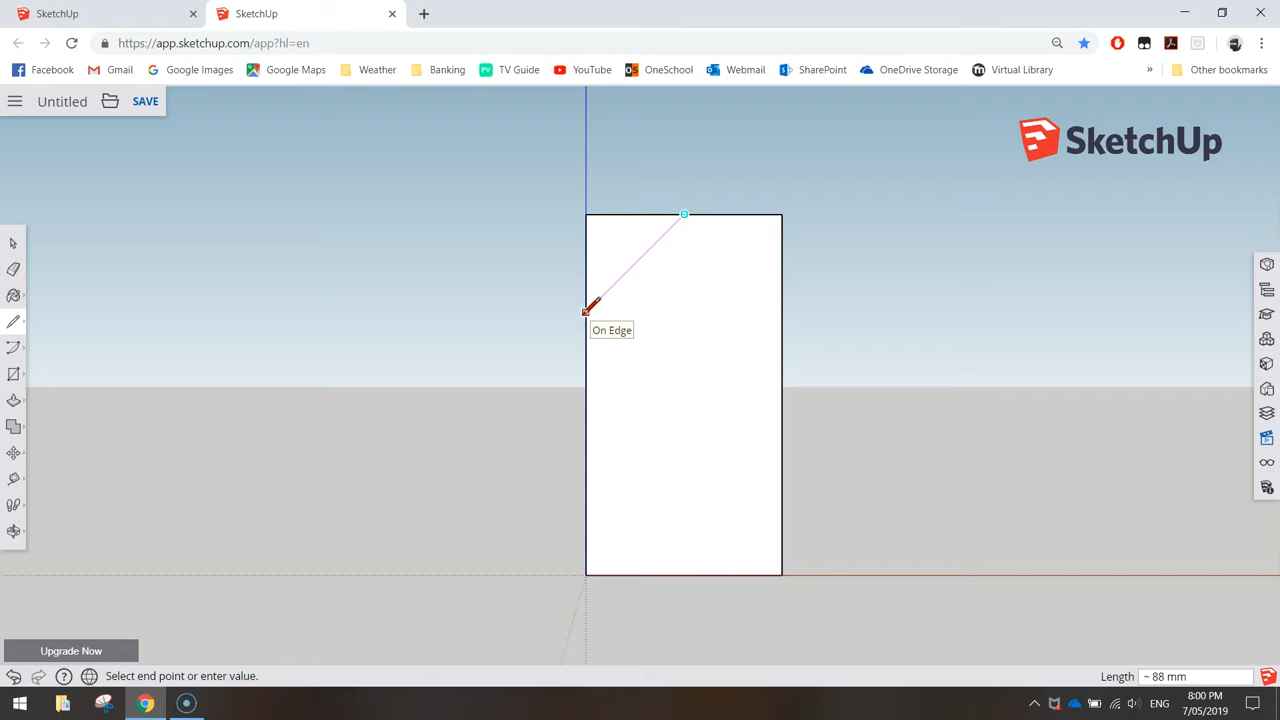 SketchUp
SketchUp
https://app.sketchup.com/app?hl=en
Facebook
Gmail
Google Images
Google Maps
Weather
Banking
TV Guide
YouTube
OneSchool
Webmail
SharePoint
OneDrive Storage
Virtual Library
»
Other bookmarks
Untitled
SAVE
SketchUp
On Edge
Upgrade Now
Select end point or enter value.
Length
~ 88 mm
ENG
8:00 PM
7/05/2019